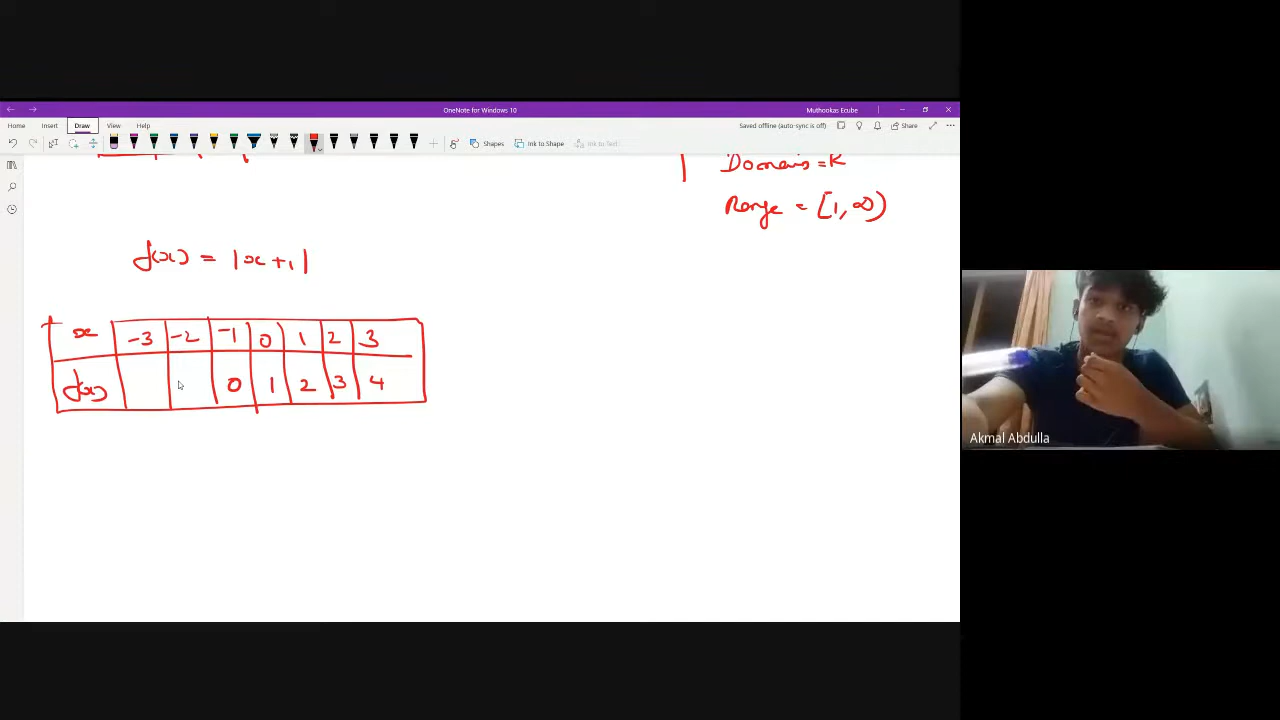 OneNote for Windows 10
Muthookas Ecube
Home Insert Draw View Help
Saved offline (auto-sync is off)
Share
Shapes
Ink to Shape
Ink to Text
Domain = R
Range = [1, ∞)
f(x) = |x+1|
x -3 -2 -1 0 1 2 3
f(x) 0 1 2 3 4
Akmal Abdulla